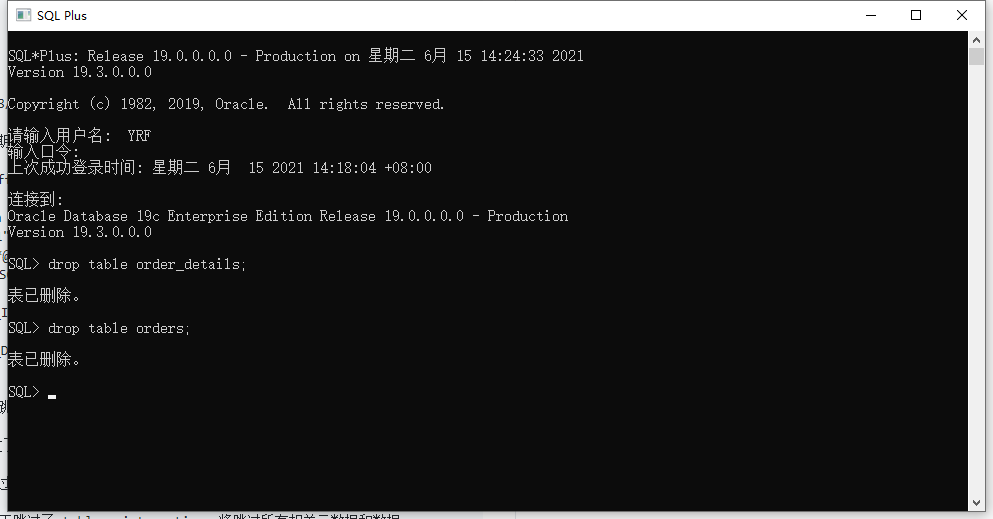 SQL Plus
SQL*Plus: Release 19.0.0.0.0 - Production on 星期二 6月 15 14:24:33 2021
Version 19.3.0.0.0
Copyright (c) 1982, 2019, Oracle.  All rights reserved.
请输入用户名:  YRF
输入口令:
上次成功登录时间: 星期二 6月  15 2021 14:18:04 +08:00
连接到:
Oracle Database 19c Enterprise Edition Release 19.0.0.0.0 - Production
Version 19.3.0.0.0
SQL> drop table order_details;
表已删除。
SQL> drop table orders;
表已删除。
SQL>